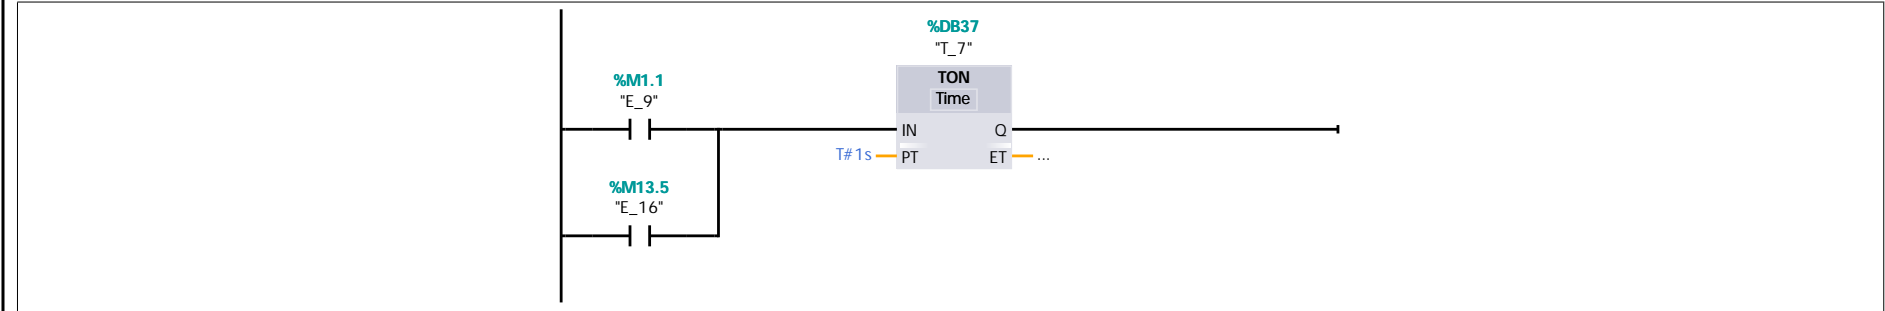 %DB37
"T_7"
TON
Time
%M1.1
"E_9"
IN
Q
T#1s
PT
ET
...
%M13.5
"E_16"